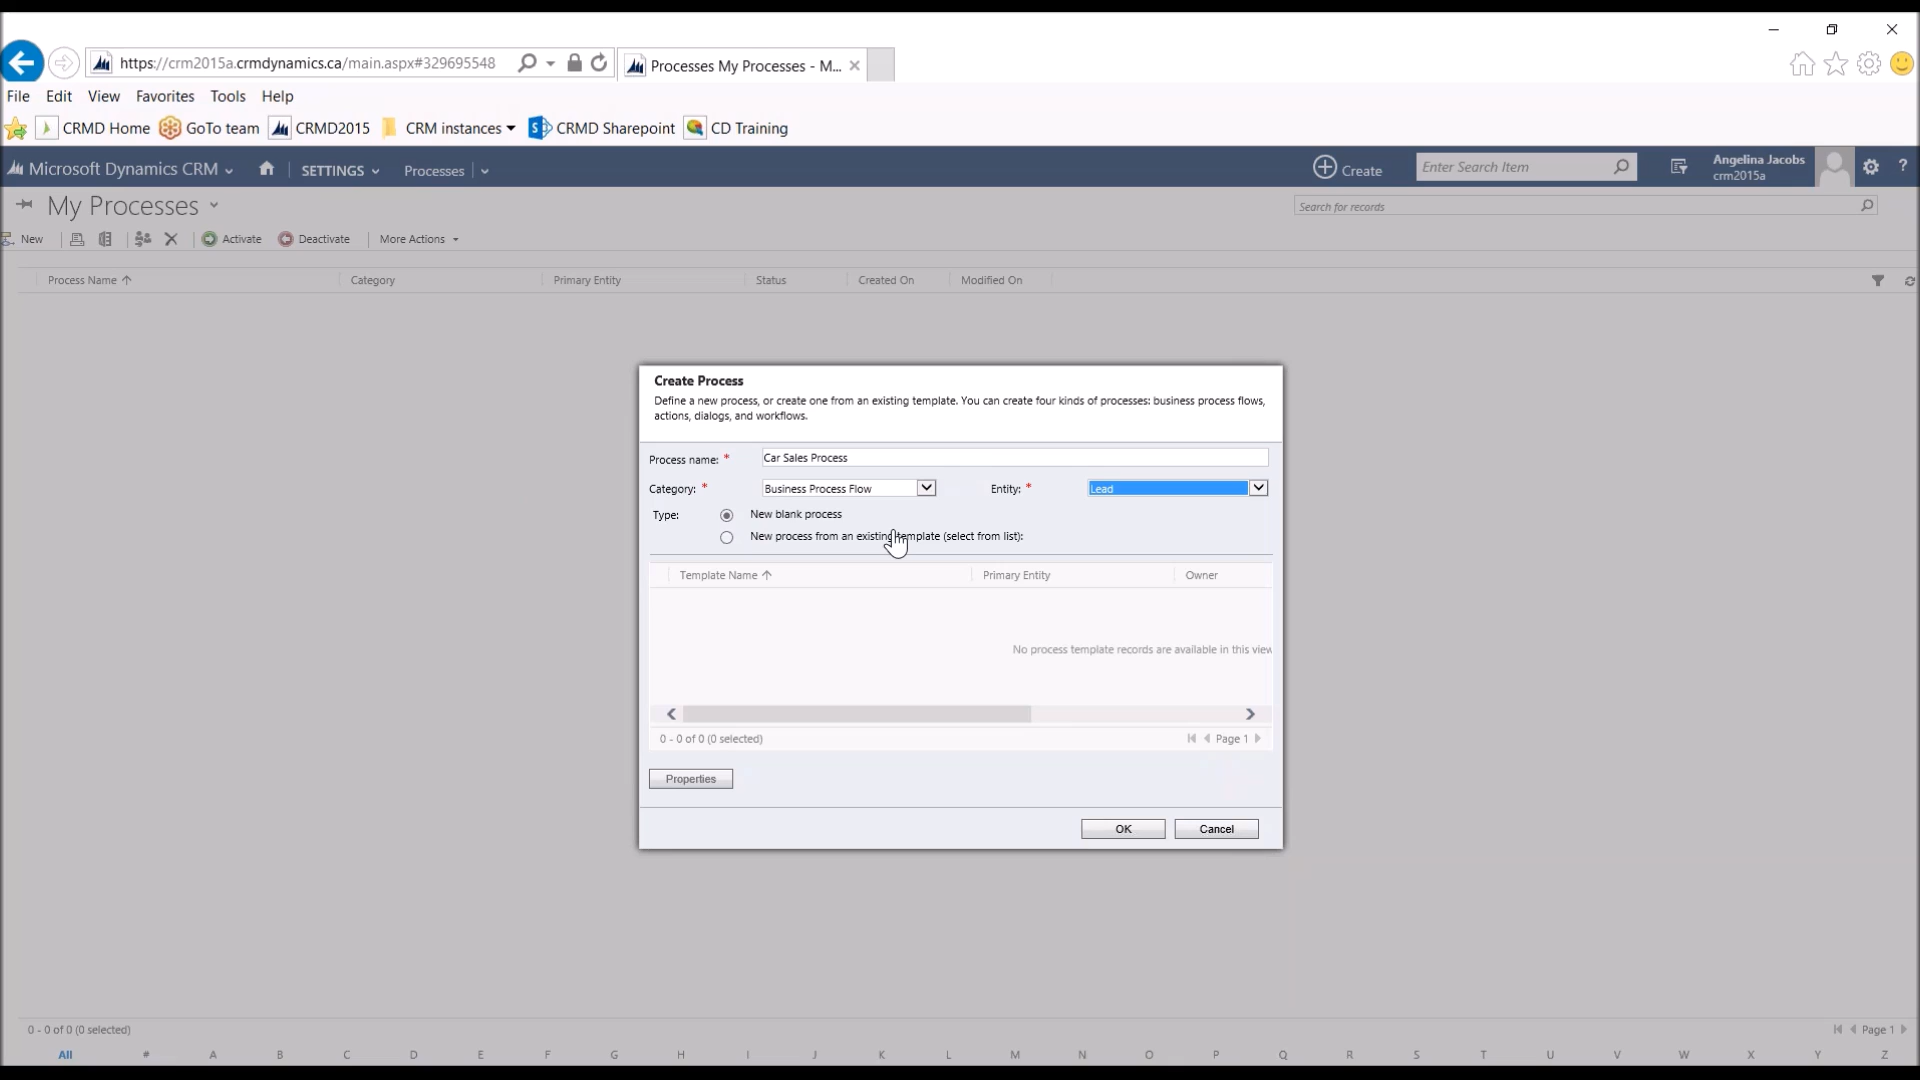 https://crm2015a.crmdynamics.ca/main.aspx#329695548
Processes My Processes - M...
File Edit View Favorites Tools Help
CRMD Home GoTo team CRMD2015 CRM instances CRMD Sharepoint CD Training
Microsoft Dynamics CRM SETTINGS Processes Create Enter Search Item Angelina Jacobs ?
crm2015a
My Processes Search for records
New Activate Deactivate More Actions
Process Name Category Primary Entity Status Created On Modified On
Create Process
Define a new process, or create one from an existing template. You can create four kinds of processes: business process flows,
actions, dialogs, and workflows.
Process name: * Car Sales Process
Category: * Business Process Flow Entity: * Lead
Type: New blank process
New process from an existing template (select from list):
Template Name Primary Entity Owner
No process template records are available in this view
0 - 0 of 0 (0 selected) Page 1
Properties
OK Cancel
0 - 0 of 0 (0 selected) Page 1
All # A B C D E F G H I J K L M N O P Q R S T U V W X Y Z